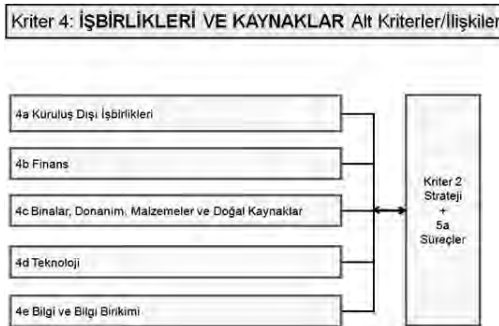 Kriter 4: İŞBİRLİKLERİ VE KAYNAKLAR Alt Kriterler/İlişkiler
4a Kuruluş Dışı İşbirlikleri
4b Finans
4c Binalar, Donanım, Malzemeler ve Doğal Kaynaklar
4d Teknoloji
4e Bilgi ve Bilgi Birikimi
Kriter 2
Strateji
+
5a
Süreçler